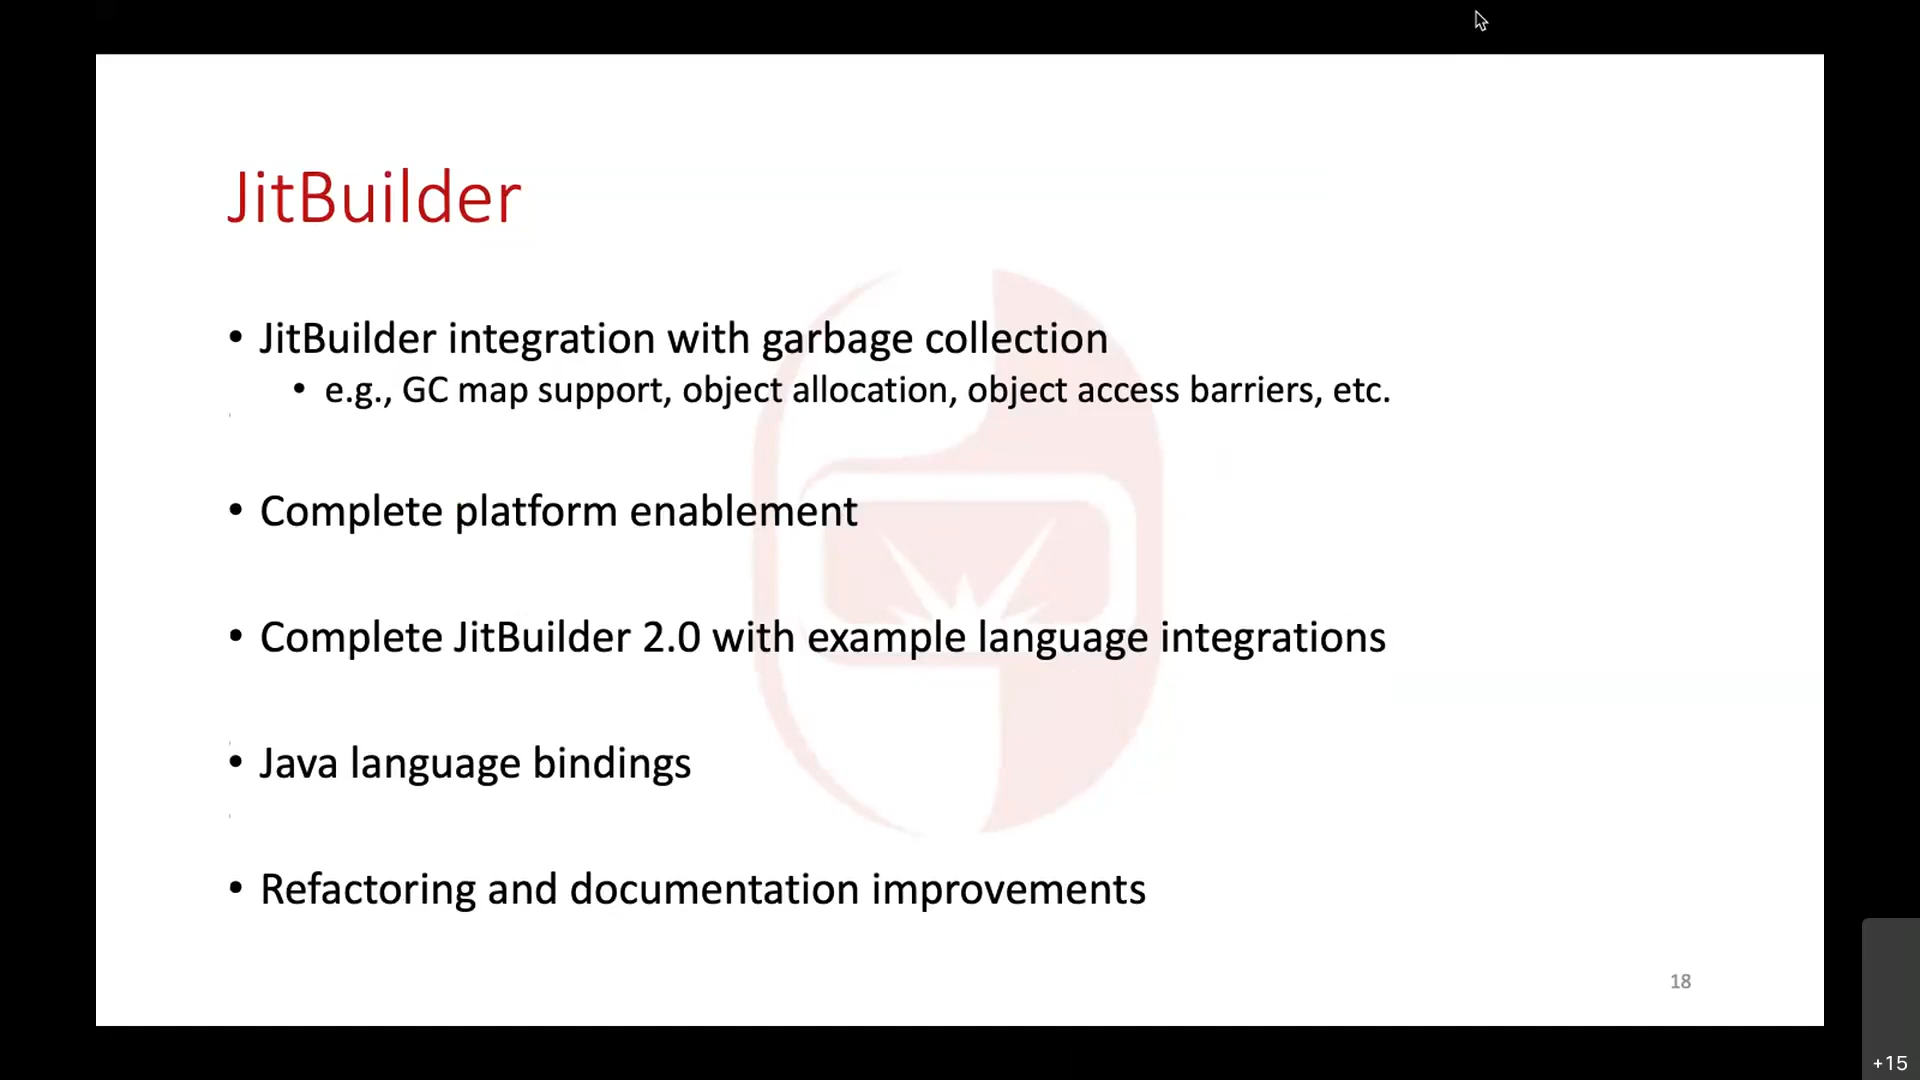 JitBuilder
• JitBuilder integration with garbage collection
• e.g., GC map support, object allocation, object access barriers, etc.
• Complete platform enablement
• Complete JitBuilder 2.0 with example language integrations
• Java language bindings
• Refactoring and documentation improvements
18
+15